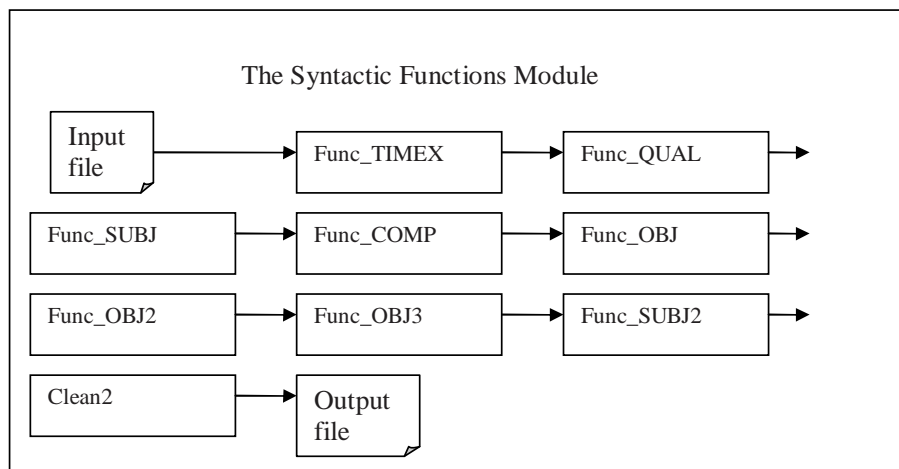 The Syntactic Functions Module
Input
file
Func_TIMEX
Func_QUAL
Func_SUBJ
Func_COMP
Func_OBJ
Func_OBJ2
Func_OBJ3
Func_SUBJ2
Clean2
Output
file